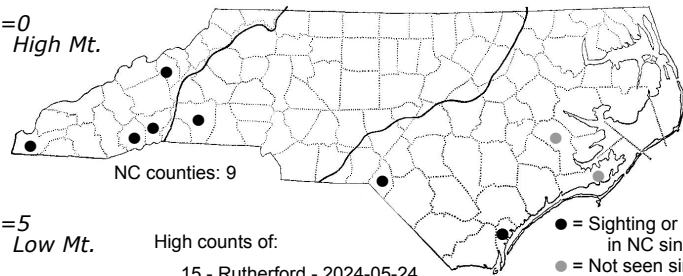 =0
High Mt.
NC counties: 9
=5
Low Mt.
High counts of:
15 - Rutherford - 2024-05-24
● = Sighting or
in NC sin
● = Not seen si